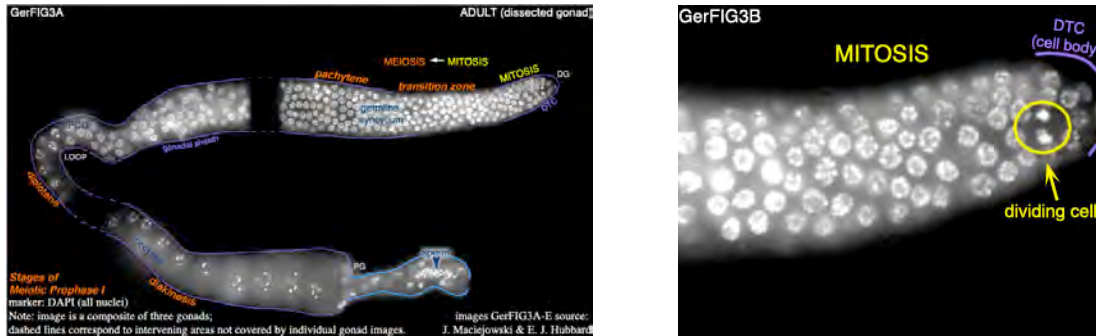 GerFIG3A
ADULT (dissected gonad)
MEIOSIS ← MITOSIS
pachytene
transition zone
MITOSIS
DG
DTC
germline
syncytium
gonadal sheath
LOOP
diplotene
diakinesis
PG
Stages of
Meiotic Prophase I
marker: DAPI (all nuclei)
Note: image is a composite of three gonads;
dashed lines correspond to intervening areas not covered by individual gonad images.
images GerFIG3A-E source:
J. Maciejowski & E. J. Hubbard
GerFIG3B
MITOSIS
DTC
(cell body)
dividing cell